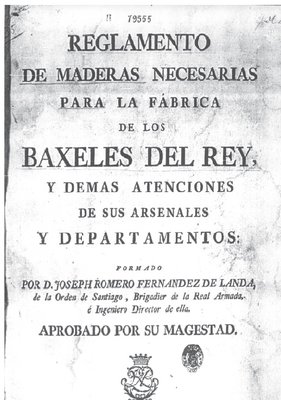 79555
REGLAMENTO
DE MADERAS NECESARIAS
PARA LA FÁBRICA
DE LOS
BAXELES DEL REY,
Y DEMAS ATENCIONES
DE SUS ARSENALES
Y DEPARTAMENTOS:
FORMADO
POR D. JOSEPH ROMERO FERNANDEZ DE LANDA,
de la Orden de Santiago, Brigadier de la Real Armada,
é Ingeniero Director de ella.
APROBADO POR SU MAGESTAD.